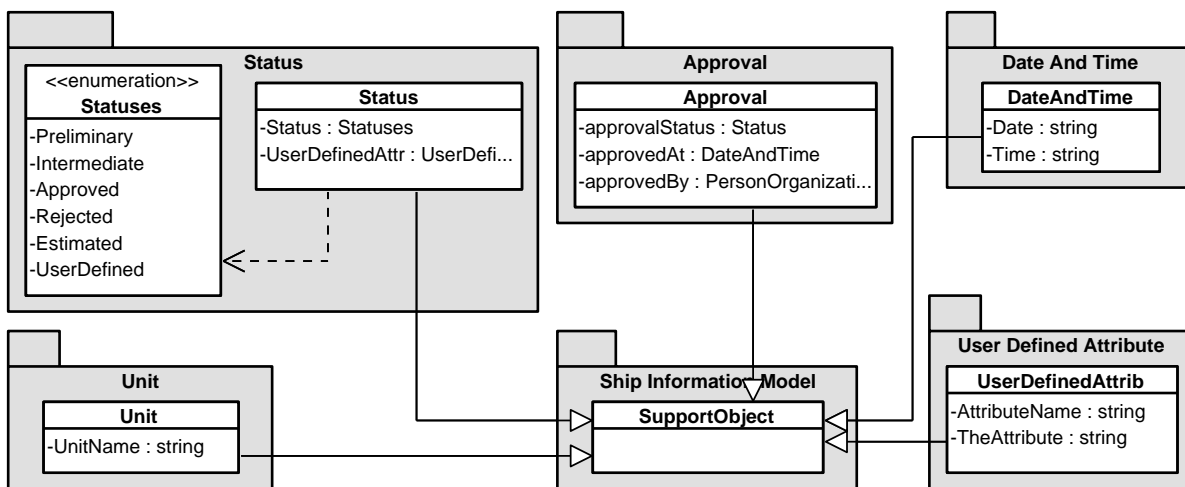 Status
<<enumeration>>
Statuses
-Preliminary
-Intermediate
-Approved
-Rejected
-Estimated
-UserDefined
Status
-Status : Statuses
-UserDefinedAttr : UserDefi...
Approval
Approval
-approvalStatus : Status
-approvedAt : DateAndTime
-approvedBy : PersonOrganizati...
Date And Time
DateAndTime
-Date : string
-Time : string
Unit
Unit
-UnitName : string
Ship Information Model
SupportObject
User Defined Attribute
UserDefinedAttrib
-AttributeName : string
-TheAttribute : string